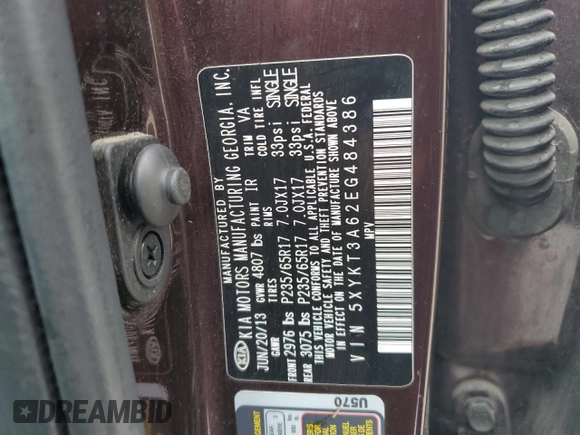 MANUFACTURED BY
KIA KIA MOTORS MANUFACTURING GEORGIA, INC.
JUN/20/13 GVWR 4807 lbs PAINT IR TRIM VA
GAWR TIRES RIMS COLD TIRE INFL
FRONT 2976 lbs P235/65R17 7.0JX17 33psi SINGLE
REAR 3075 lbs P235/65R17 7.0JX17 33psi SINGLE
THIS VEHICLE CONFORMS TO ALL APPLICABLE U.S.A. FEDERAL
MOTOR VEHICLE SAFETY AND BUMPER STANDARDS
IN EFFECT ON THE DATE OF MANUFACTURE SHOWN ABOVE
VIN 5XYKT3A62EG484386
MPV
U570
DREAMBID